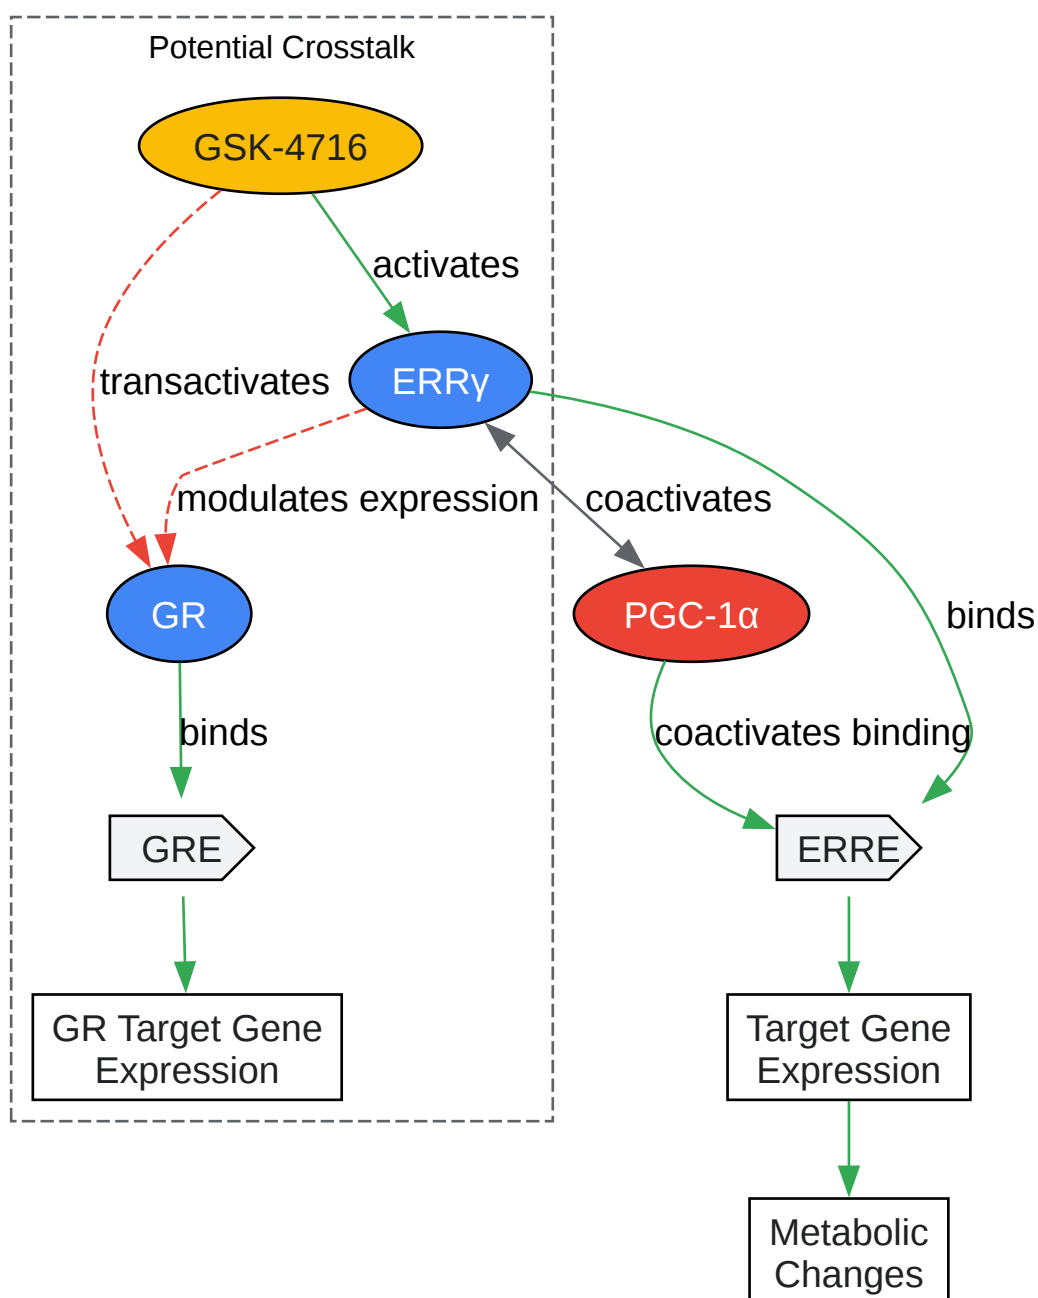 Potential Crosstalk
GSK-4716
activates
transactivates
ERRγ
modulates expression
coactivates
GR
PGC-1α
binds
binds
coactivates binding
GRE
ERRE
GR Target Gene
Expression
Target Gene
Expression
Metabolic
Changes